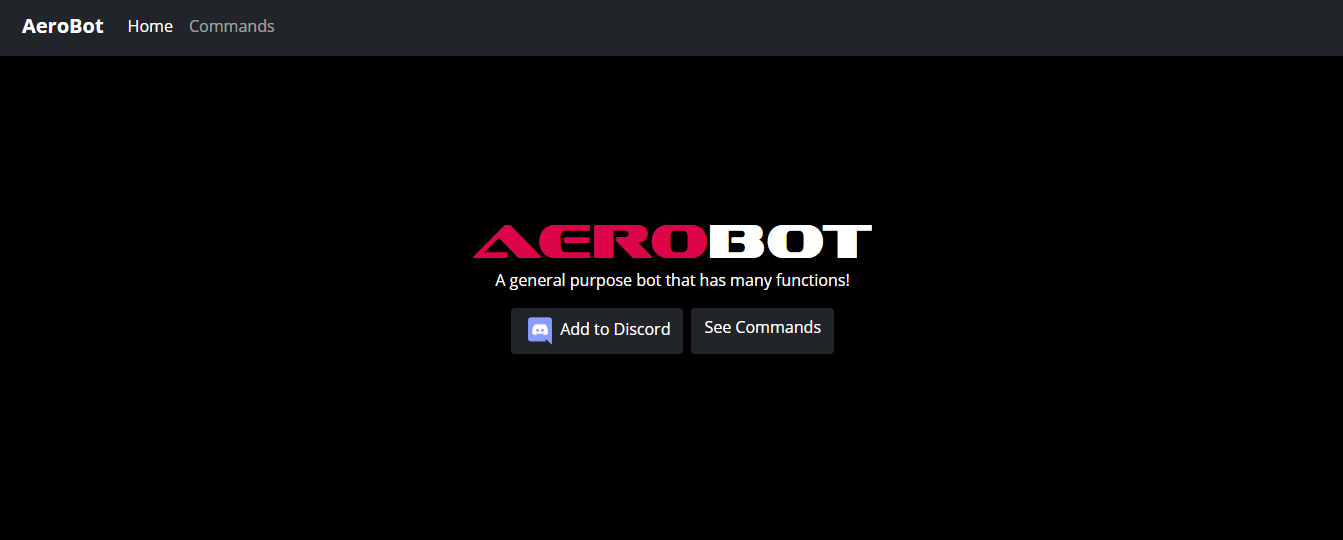 AeroBot Home Commands
AEROBOT
A general purpose bot that has many functions!
Add to Discord See Commands